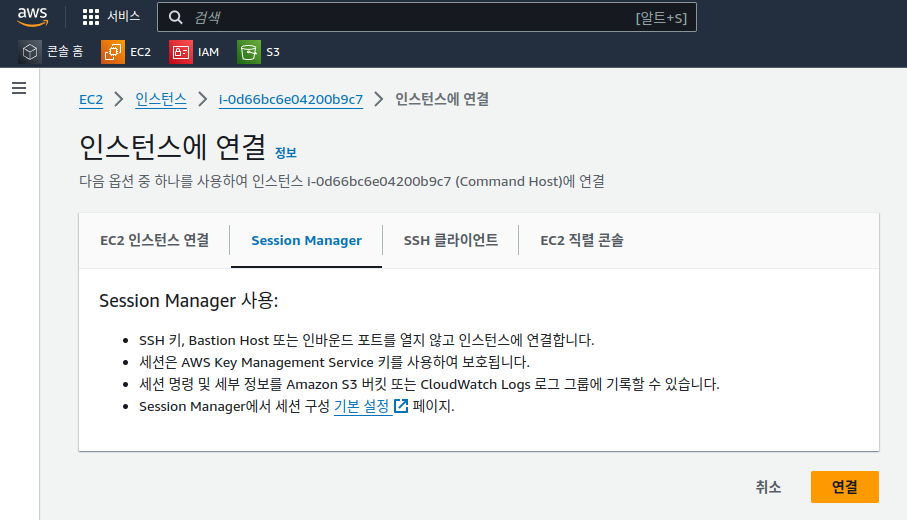 aws 서비스 검색 [알트+S]
콘솔 홈 EC2 IAM S3
EC2 인스턴스 i-0d66bc6e04200b9c7 인스턴스에 연결
인스턴스에 연결 정보
다음 옵션 중 하나를 사용하여 인스턴스 i-0d66bc6e04200b9c7 (Command Host)에 연결
EC2 인스턴스 연결 Session Manager SSH 클라이언트 EC2 직렬 콘솔
Session Manager 사용:
• SSH 키, Bastion Host 또는 인바운드 포트를 열지 않고 인스턴스에 연결합니다.
• 세션은 AWS Key Management Service 키를 사용하여 보호됩니다.
• 세션 명령 및 세부 정보를 Amazon S3 버킷 또는 CloudWatch Logs 로그 그룹에 기록할 수 있습니다.
• Session Manager에서 세션 구성 기본 설정 페이지.
취소 연결